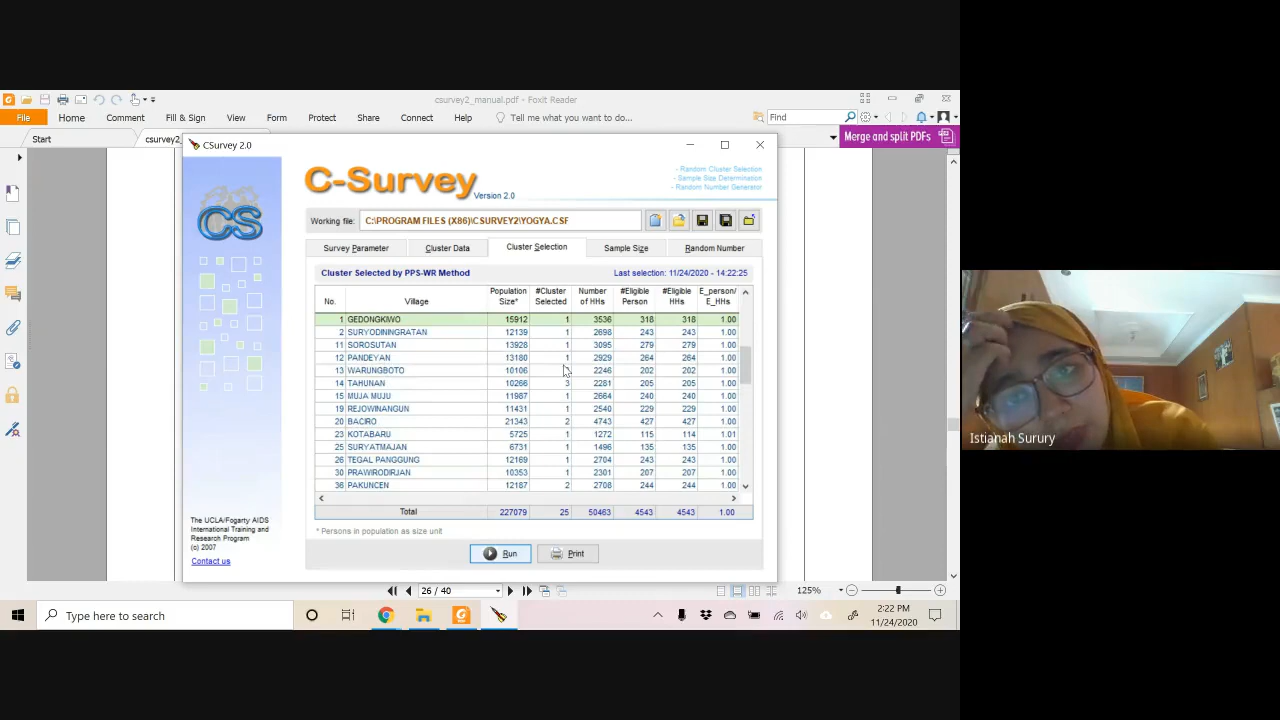 csurvey2_manual.pdf - Foxit Reader
File Home Comment Fill & Sign View Form Protect Share Connect Help Tell me what you want to do... Find
Start csurvey2_ Merge and split PDFs
CSurvey 2.0
C-Survey Version 2.0
- Random Cluster Selection
- Sample Size Determination
- Random Number Generator
CS
Working file: C:\PROGRAM FILES (X86)\CSURVEY2\YOGYA.CSF
Survey Parameter Cluster Data Cluster Selection Sample Size Random Number
Cluster Selected by PPS-WR Method Last selection: 11/24/2020 - 14:22:25
No. Village Population Size* #Cluster Selected Number of HHs #Eligible Person #Eligible HHs E_person/ E_HHs
1 GEDONGKIWO 15912 1 3536 318 318 1.00
2 SURYODININGRATAN 12139 1 2698 243 243 1.00
11 SOROSUTAN 13928 1 3095 279 279 1.00
12 PANDEYAN 13180 1 2929 264 264 1.00
13 WARUNGBOTO 10106 2246 202 202 1.00
14 TAHUNAN 10266 3 2281 205 205 1.00
15 MUJA MUJU 11987 1 2664 240 240 1.00
19 REJOWINANGUN 11431 1 2540 229 229 1.00
20 BACIRO 21343 2 4743 427 427 1.00
23 KOTABARU 5725 1 1272 115 114 1.01
25 SURYATMAJAN 6731 1 1496 135 135 1.00
26 TEGAL PANGGUNG 12169 1 2704 243 243 1.00
30 PRAWIRODIRJAN 10353 1 2301 207 207 1.00
36 PAKUNCEN 12187 2 2708 244 244 1.00
Total 227079 25 50463 4543 4543 1.00
* Persons in population as size unit
Run Print
The UCLA/Fogarty AIDS
International Training and
Research Program
(c) 2007
Contact us
26 / 40 125%
Type here to search
2:22 PM
11/24/2020
Istianah Surury